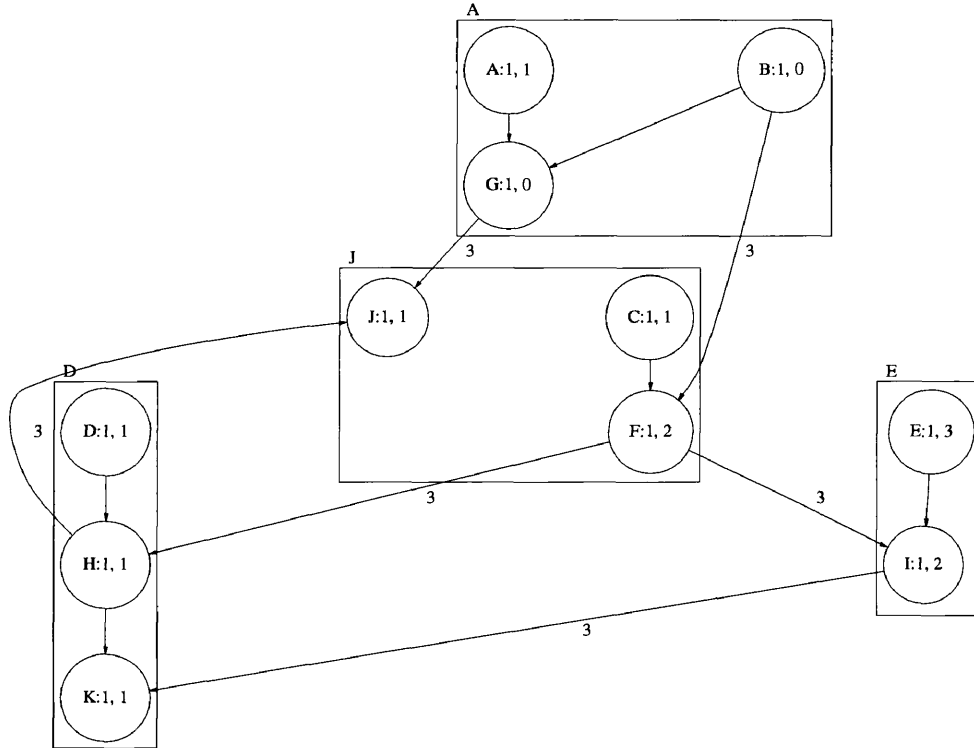 A
A:1, 1
B:1, 0
G:1, 0
3
3
J
J:1, 1
C:1, 1
D
E
3
D:1, 1
F:1, 2
E:1, 3
3
3
H:1, 1
I:1, 2
3
K:1, 1